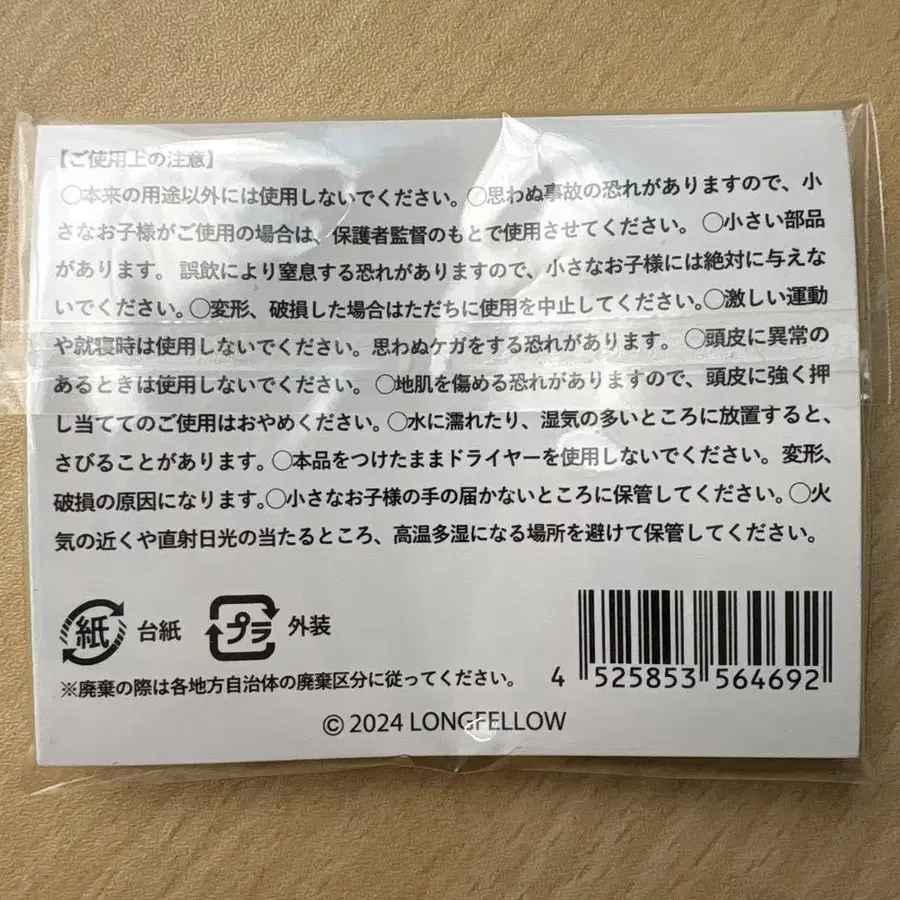 【ご使用上の注意】
○本来の用途以外には使用しないでください。○思わぬ事故の恐れがありますので、小
さなお子様がご使用の場合は、保護者監督のもとで使用させてください。 ○小さい部品
があります。 誤飲により窒息する恐れがありますので、小さなお子様には絶対に与えな
いでください。○変形、破損した場合はただちに使用を中止してください。○激しい運動
や就寝時は使用しないでください。思わぬケガをする恐れがあります。 ○頭皮に異常の
あるときは使用しないでください。 ○地肌を傷める恐れがありますので、頭皮に強く押
し当ててのご使用はおやめください。○水に濡れたり、湿気の多いところに放置すると、
さびることがあります。○本品をつけたままドライヤーを使用しないでください。変形、
破損の原因になります。○小さなお子様の手の届かないところに保管してください。○火
気の近くや直射日光の当たるところ、高温多湿になる場所を避けて保管してください。
紙 台紙 プラ 外装
※廃棄の際は各地方自治体の廃棄区分に従ってください。
4 525853 564692
© 2024 LONGFELLOW